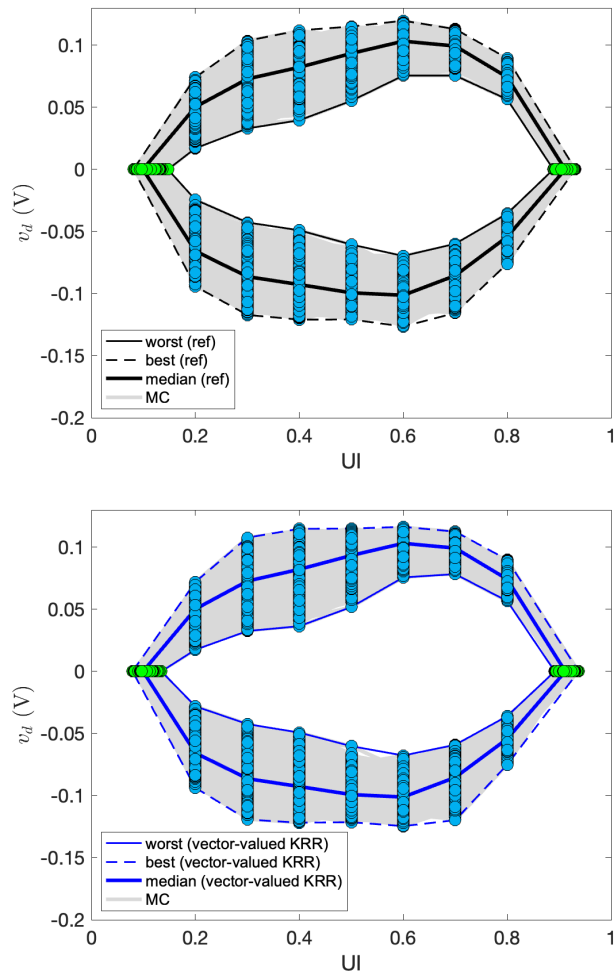 0.1
0.05
0
-0.05
-0.1
-0.15
-0.2
v_d (V)
worst (ref)
best (ref)
median (ref)
MC
0 0.2 0.4 0.6 0.8 1
UI
0.1
0.05
0
-0.05
-0.1
-0.15
-0.2
v_d (V)
worst (vector-valued KRR)
best (vector-valued KRR)
median (vector-valued KRR)
MC
0 0.2 0.4 0.6 0.8 1
UI